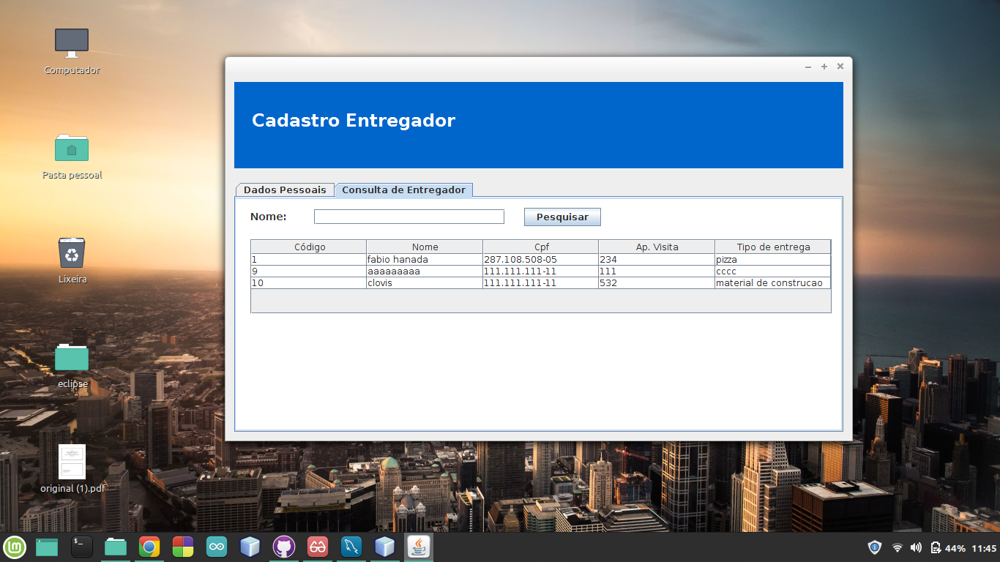 Computador
Pasta pessoal
Lixeira
eclipse
original (1).pdf
Cadastro Entregador
Dados Pessoais Consulta de Entregador
Nome: Pesquisar
Código Nome Cpf Ap. Visita Tipo de entrega
1 fabio hanada 287.108.508-05 234 pizza
9 aaaaaaaaa 111.111.111-11 111 cccc
10 clovis 111.111.111-11 532 material de construcao
44% 11:45